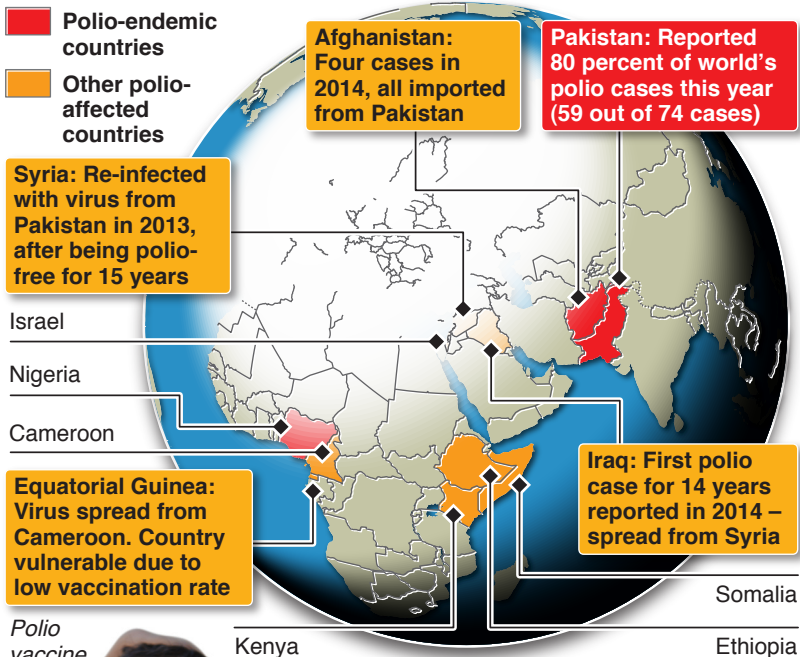 Polio-endemic
countries
Other polio-
affected
countries
Afghanistan:
Four cases in
2014, all imported
from Pakistan
Pakistan: Reported
80 percent of world's
polio cases this year
(59 out of 74 cases)
Syria: Re-infected
with virus from
Pakistan in 2013,
after being polio-
free for 15 years
Israel
Nigeria
Cameroon
Equatorial Guinea:
Virus spread from
Cameroon. Country
vulnerable due to
low vaccination rate
Iraq: First polio
case for 14 years
reported in 2014 –
spread from Syria
Somalia
Polio
vaccine
Kenya
Ethiopia